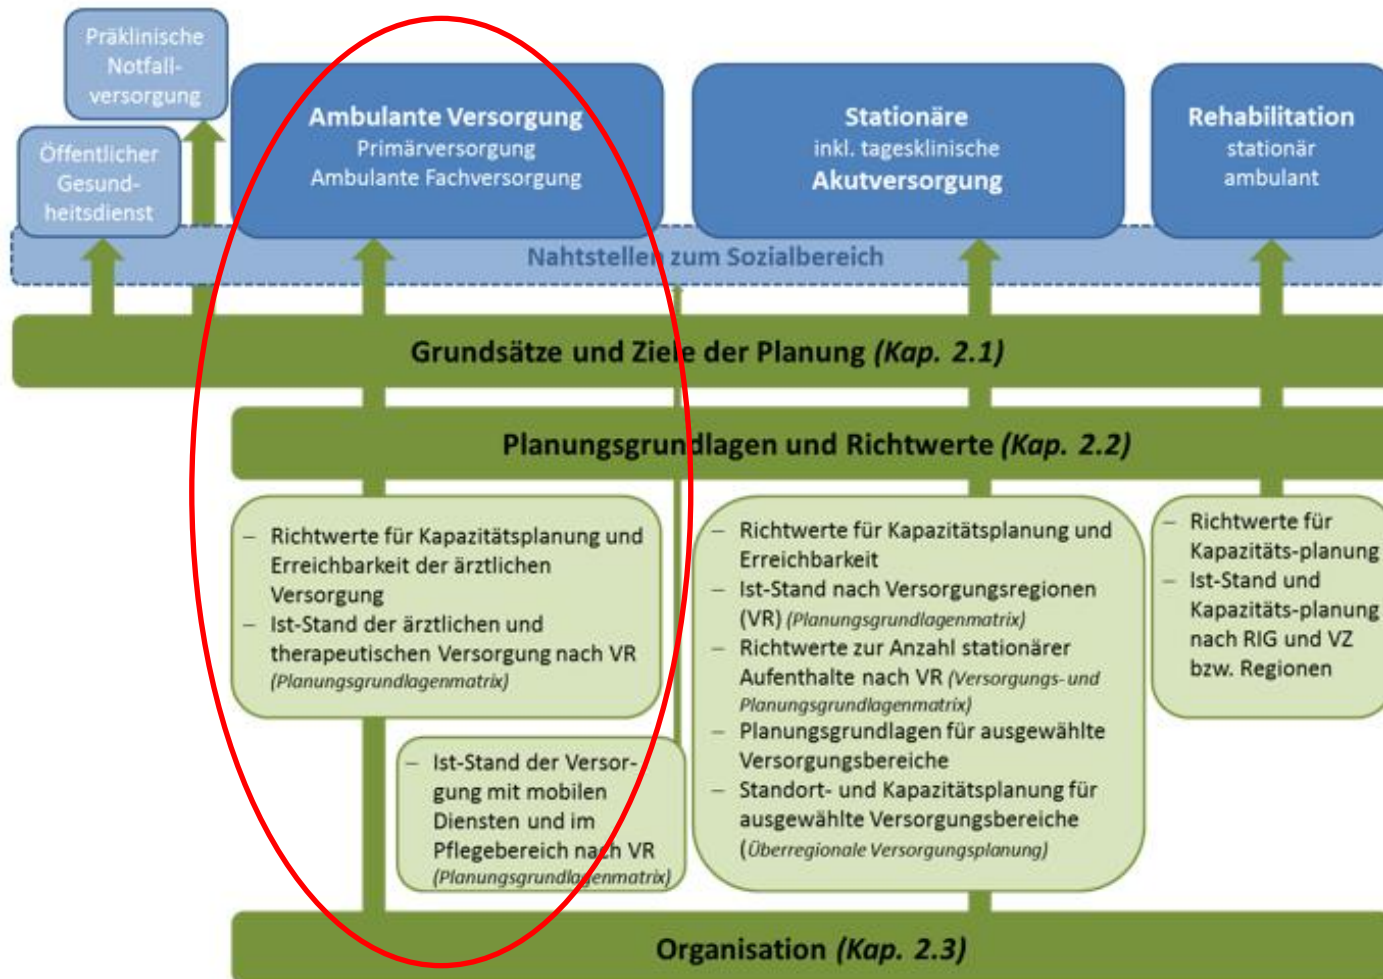 Präklinische
Notfall-
versorgung
Öffentlicher
Gesund-
heitsdienst
Ambulante Versorgung
Primärversorgung
Ambulante Fachversorgung
Stationäre
inkl. tagesklinische
Akutversorgung
Rehabilitation
stationär
ambulant
Nahtstellen zum Sozialbereich
Grundsätze und Ziele der Planung (Kap. 2.1)
Planungsgrundlagen und Richtwerte (Kap. 2.2)
– Richtwerte für Kapazitätsplanung und
Erreichbarkeit der ärztlichen
Versorgung
– Ist-Stand der ärztlichen und
therapeutischen Versorgung nach VR
(Planungsgrundlagenmatrix)
– Ist-Stand der Versor-
gung mit mobilen
Diensten und im
Pflegebereich nach VR
(Planungsgrundlagenmatrix)
– Richtwerte für Kapazitätsplanung und
Erreichbarkeit
– Ist-Stand nach Versorgungsregionen
(VR) (Planungsgrundlagenmatrix)
– Richtwerte zur Anzahl stationärer
Aufenthalte nach VR (Versorgungs- und
Planungsgrundlagenmatrix)
– Planungsgrundlagen für ausgewählte
Versorgungsbereiche
– Standort- und Kapazitätsplanung für
ausgewählte Versorgungsbereiche
(Überregionale Versorgungsplanung)
– Richtwerte für
Kapazitäts-planung
– Ist-Stand und
Kapazitäts-planung
nach RIG und VZ
bzw. Regionen
Organisation (Kap. 2.3)